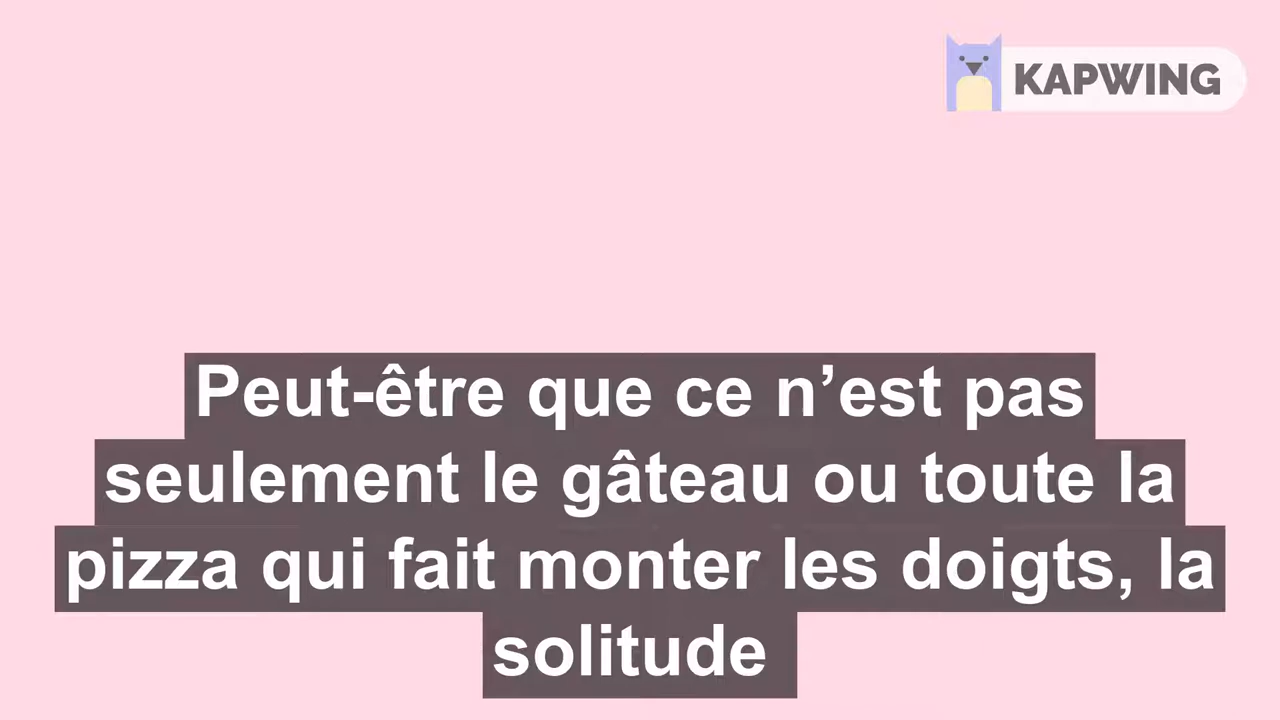 KAPWING
Peut-être que ce n’est pas
seulement le gâteau ou toute la
pizza qui fait monter les doigts, la
solitude